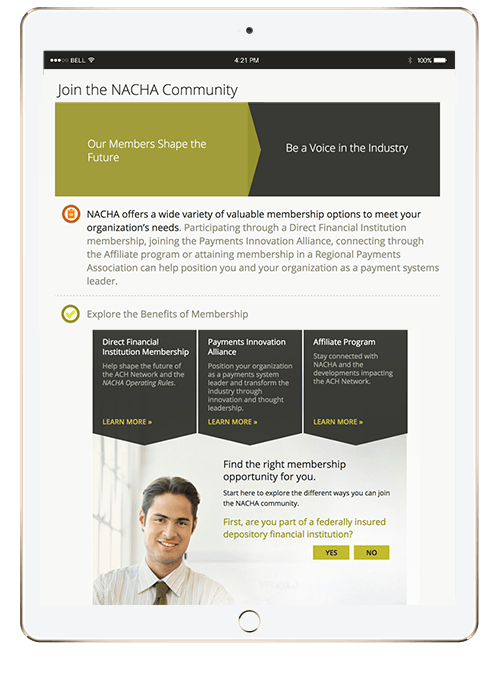 BELL
4:21 PM
100%
Join the NACHA Community
Our Members Shape the
Future
Be a Voice in the Industry
NACHA offers a wide variety of valuable membership options to meet your
organization's needs. Participating through a Direct Financial Institution
membership, joining the Payments Innovation Alliance, connecting through
the Affiliate program or attaining membership in a Regional Payments
Association can help position you and your organization as a payment systems
leader.
Explore the Benefits of Membership
Direct Financial
Institution Membership
Help shape the future of
the ACH Network and the
NACHA Operating Rules.
LEARN MORE »
Payments Innovation
Alliance
Position your organization
as a payments system
leader and transform the
Industry through
innovation and thought
leadership.
LEARN MORE »
Affiliate Program
Stay connected with
NACHA and the
developments impacting
the ACH Network.
LEARN MORE »
Find the right membership
opportunity for you.
Start here to explore the different ways you can join
the NACHA community.
First, are you part of a federally insured
depository financial institution?
YES
NO